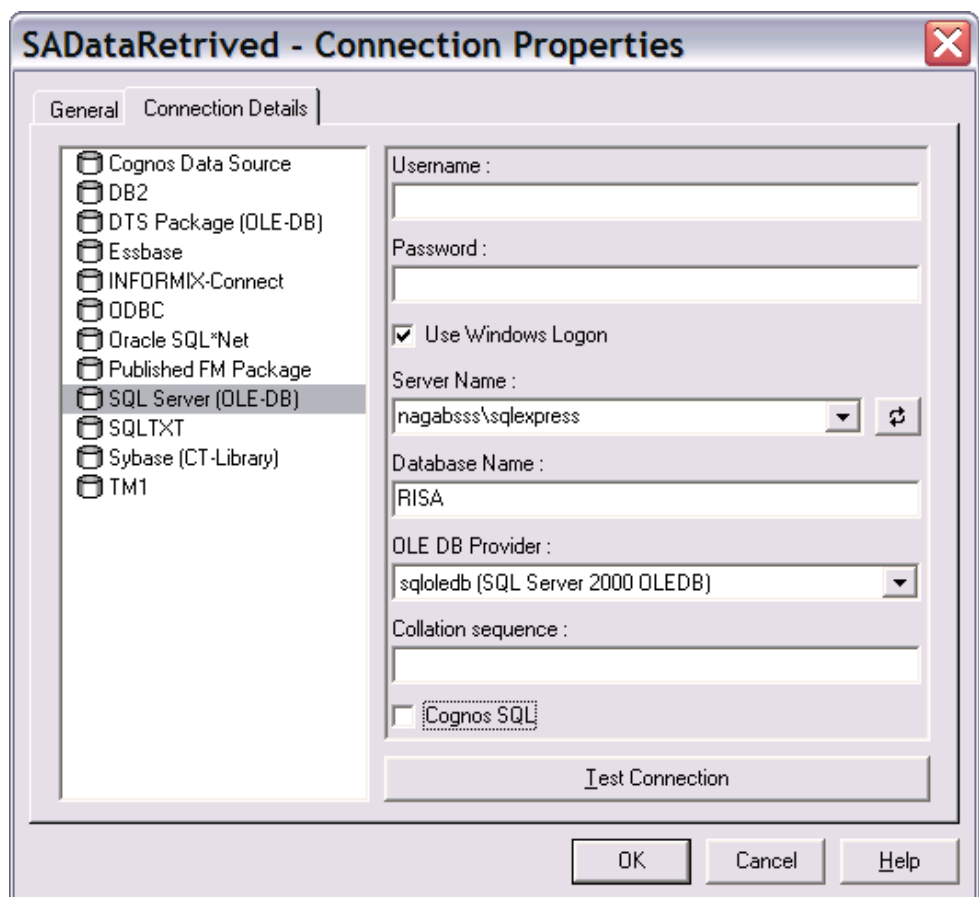 SADataRetrived - Connection Properties
General
Connection Details
Cognos Data Source
DB2
DTS Package (OLE-DB)
Essbase
INFORMIX-Connect
ODBC
Oracle SQL*Net
Published FM Package
SQL Server (OLE-DB)
SQLTXT
Sybase (CT-Library)
TM1
Username :
Password :
Use Windows Logon
Server Name :
nagabsss\sqlexpress
Database Name :
RISA
OLE DB Provider :
sqloledb (SQL Server 2000 OLEDB)
Collation sequence :
Cognos SQL
Test Connection
OK
Cancel
Help